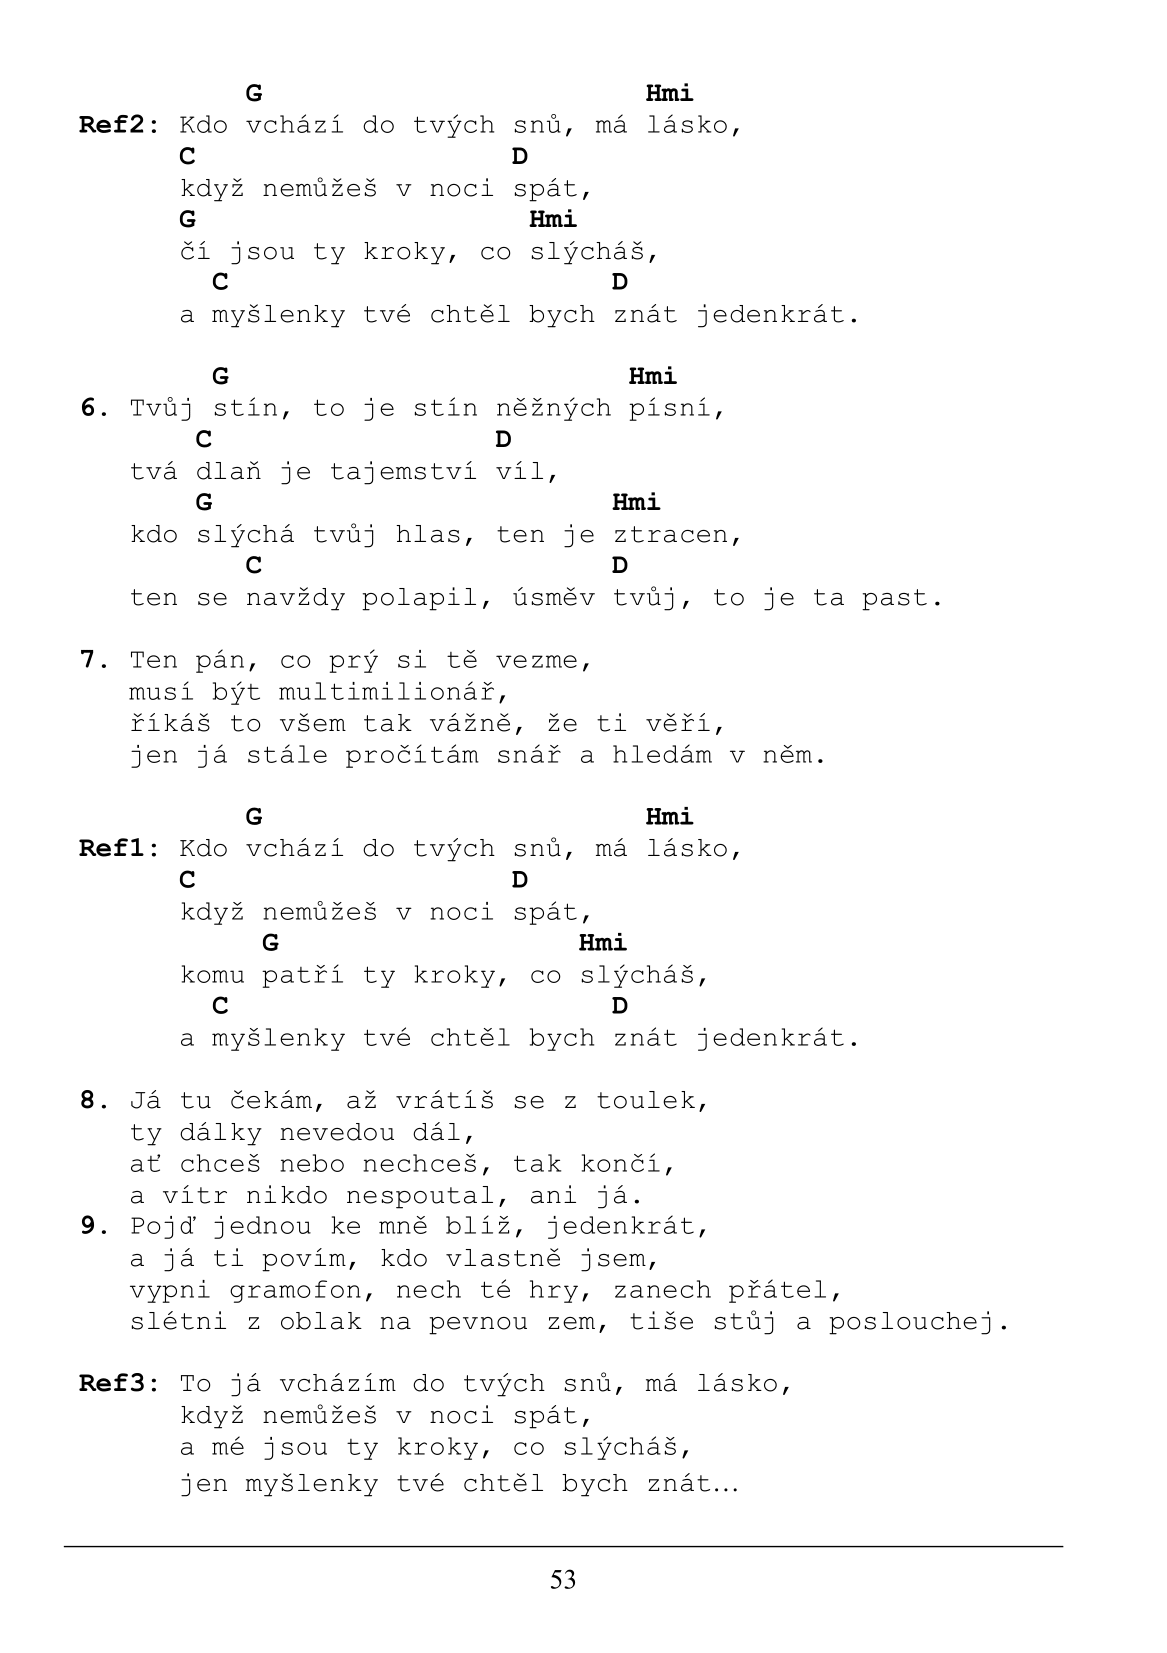 G                       Hmi
Ref2: Kdo vchází do tvých snů, má lásko,
      C                   D
      když nemůžeš v noci spát,
      G                    Hmi
      čí jsou ty kroky, co slýcháš,
        C                       D
      a myšlenky tvé chtěl bych znát jedenkrát.
        G                        Hmi
6. Tvůj stín, to je stín něžných písní,
       C                 D
   tvá dlaň je tajemství víl,
       G                        Hmi
   kdo slýchá tvůj hlas, ten je ztracen,
          C                     D
   ten se navždy polapil, úsměv tvůj, to je ta past.
7. Ten pán, co prý si tě vezme,
   musí být multimilionář,
   říkáš to všem tak vážně, že ti věří,
   jen já stále pročítám snář a hledám v něm.
          G                       Hmi
Ref1: Kdo vchází do tvých snů, má lásko,
      C                   D
      když nemůžeš v noci spát,
           G                  Hmi
      komu patří ty kroky, co slýcháš,
        C                       D
      a myšlenky tvé chtěl bych znát jedenkrát.
8. Já tu čekám, až vrátíš se z toulek,
   ty dálky nevedou dál,
   ať chceš nebo nechceš, tak končí,
   a vítr nikdo nespoutal, ani já.
9. Pojď jednou ke mně blíž, jedenkrát,
   a já ti povím, kdo vlastně jsem,
   vypni gramofon, nech té hry, zanech přátel,
   slétni z oblak na pevnou zem, tiše stůj a poslouchej.
Ref3: To já vcházím do tvých snů, má lásko,
      když nemůžeš v noci spát,
      a mé jsou ty kroky, co slýcháš,
      jen myšlenky tvé chtěl bych znát…
53